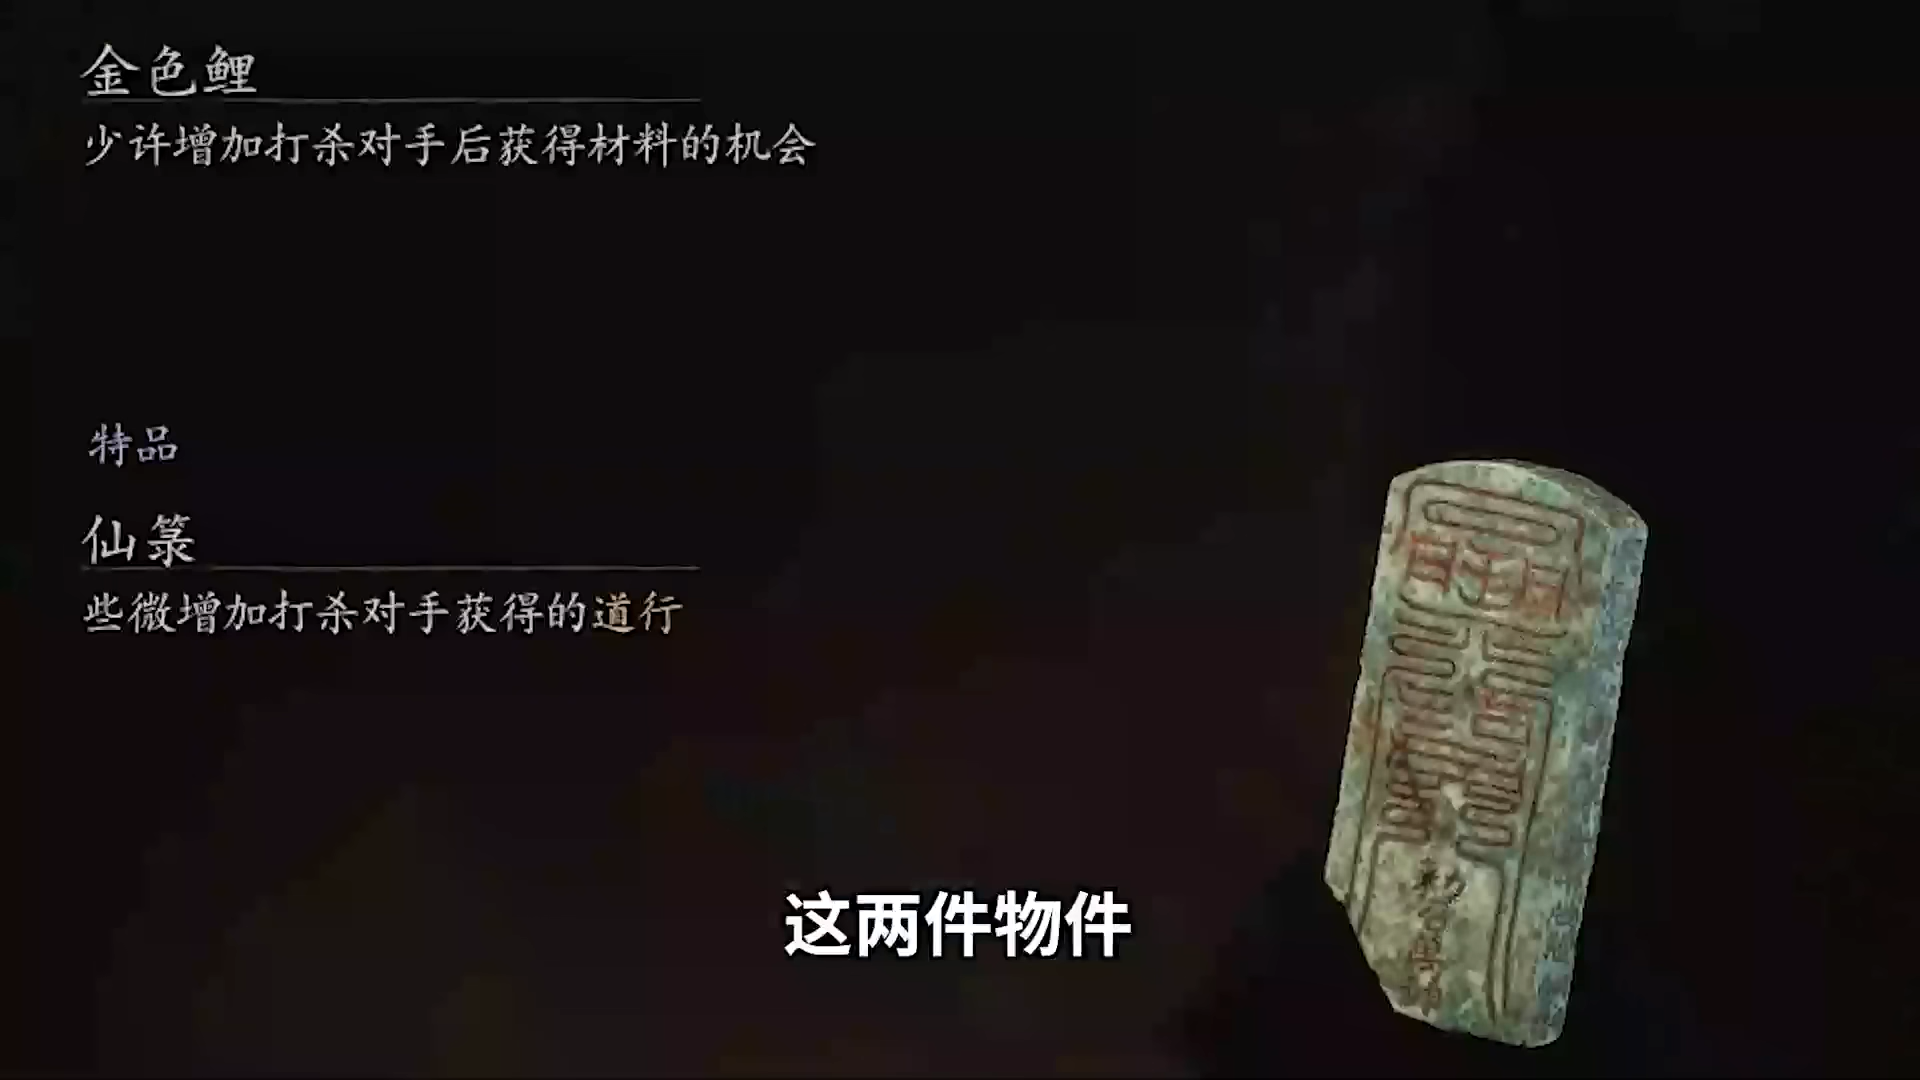 金色鲤
少许增加打杀对手后获得材料的机会
特品
仙箓
些微增加打杀对手获得的道行
这两件物件